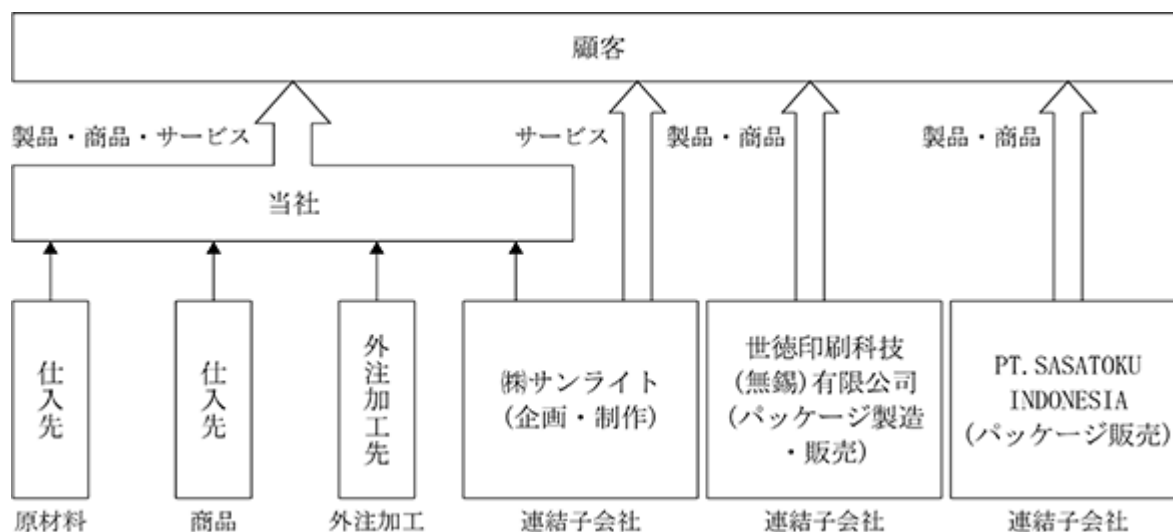 顧客
製品・商品・サービス
サービス
製品・商品
製品・商品
当社
仕入先
仕入先
外注加工先
㈱サンライト
(企画・制作)
世徳印刷科技
(無錫)有限公司
(パッケージ製造
・販売)
PT.SASATOKU
INDONESIA
(パッケージ販売)
原材料
商品
外注加工
連結子会社
連結子会社
連結子会社